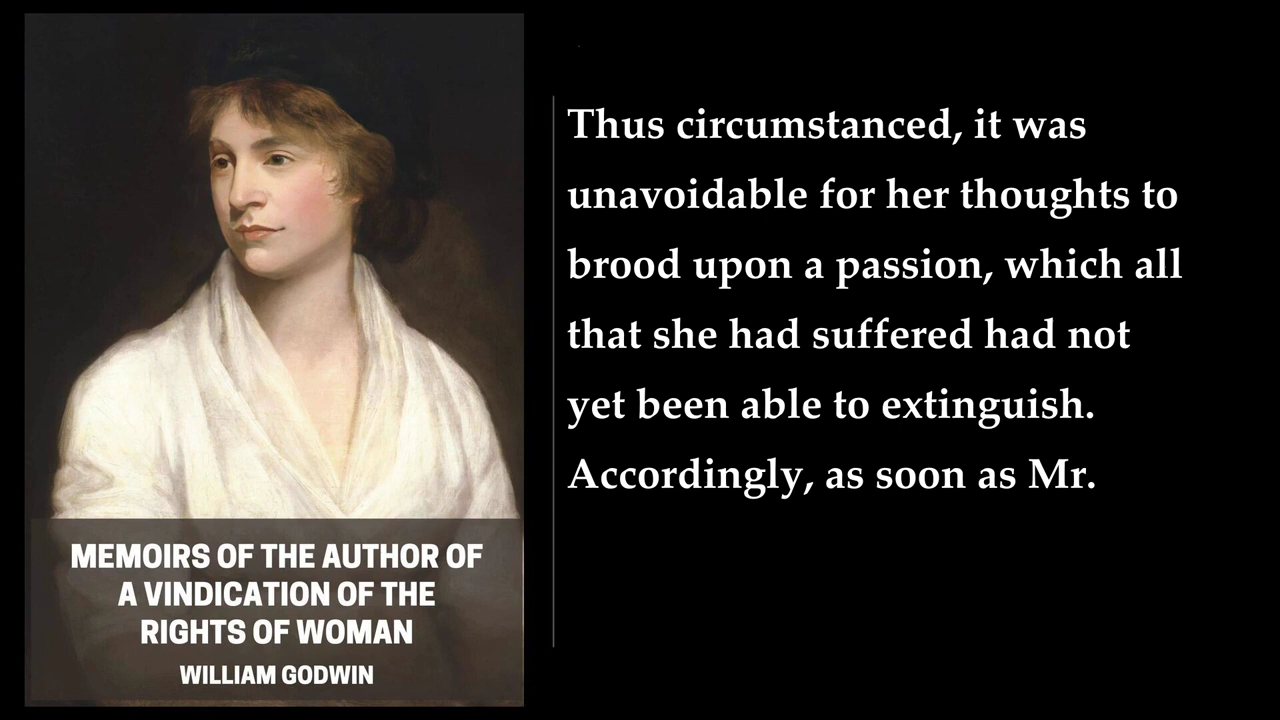 MEMOIRS OF THE AUTHOR OF
A VINDICATION OF THE
RIGHTS OF WOMAN
WILLIAM GODWIN
Thus circumstanced, it was
unavoidable for her thoughts to
brood upon a passion, which all
that she had suffered had not
yet been able to extinguish.
Accordingly, as soon as Mr.